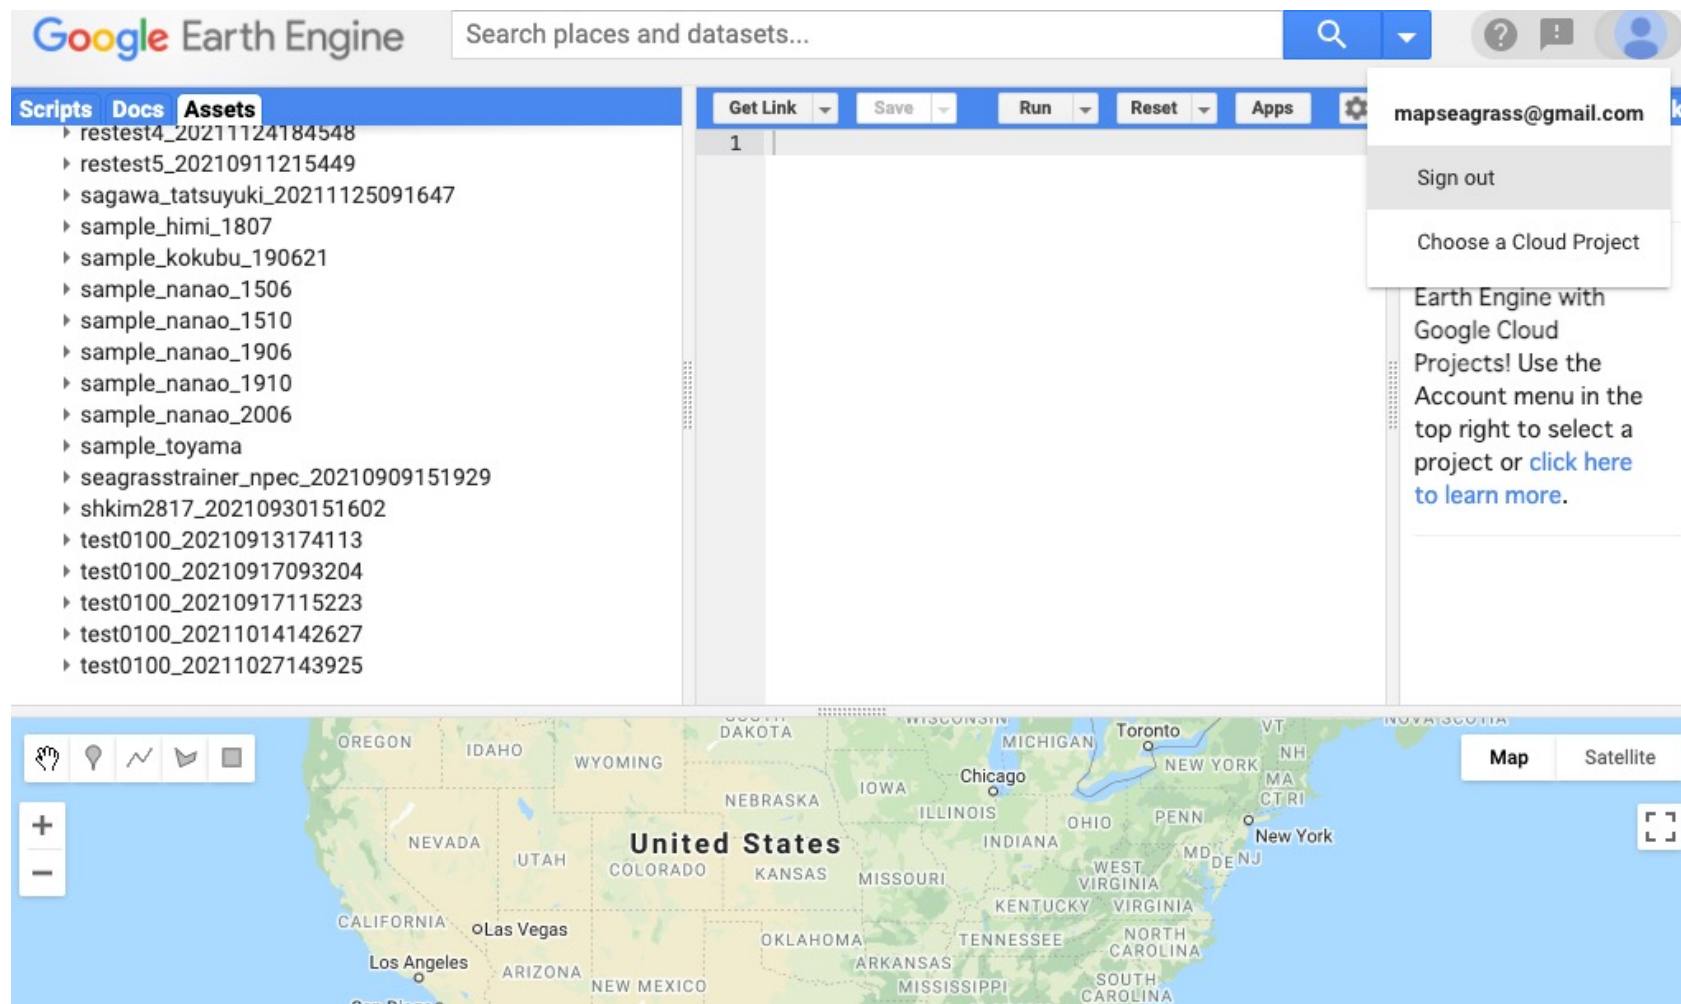 Google Earth Engine
Search places and datasets...
Scripts Docs Assets
Get Link Save Run Reset Apps
mapseagrass@gmail.com
Sign out
Choose a Cloud Project
restest4_20211124184548
restest5_20210911215449
sagawa_tatsuyuki_20211125091647
sample_himi_1807
sample_kokubu_190621
sample_nanao_1506
sample_nanao_1510
sample_nanao_1906
sample_nanao_1910
sample_nanao_2006
sample_toyama
seagrasstrainer_npec_20210909151929
shkim2817_20210930151602
test0100_20210913174113
test0100_20210917093204
test0100_20210917115223
test0100_20211014142627
test0100_20211027143925
1
Earth Engine with
Google Cloud
Projects! Use the
Account menu in the
top right to select a
project or click here
to learn more.
Map Satellite
+
−
OREGON
IDAHO
WYOMING
SOUTH
DAKOTA
WISCONSIN
MICHIGAN
Toronto
VT
NH
NOVA SCOTIA
NEW YORK
MA
CT RI
Chicago
IOWA
NEBRASKA
ILLINOIS
INDIANA
OHIO
PENN
New York
NEVADA
UTAH
United States
COLORADO
KANSAS
MISSOURI
WEST
VIRGINIA
MD
DE NJ
KENTUCKY
VIRGINIA
CALIFORNIA
Las Vegas
OKLAHOMA
TENNESSEE
NORTH
CAROLINA
Los Angeles
ARIZONA
NEW MEXICO
ARKANSAS
MISSISSIPPI
SOUTH
CAROLINA
San Diego